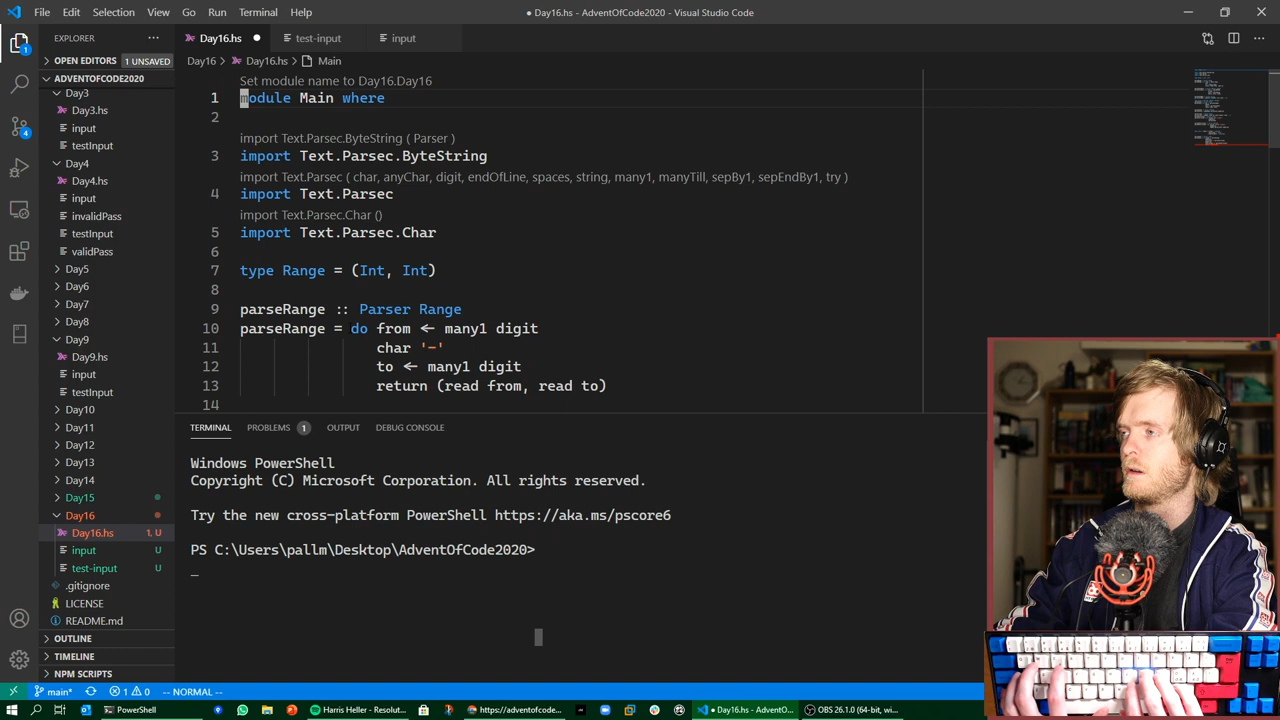 File Edit Selection View Go Run Terminal Help
● Day16.hs - AdventOfCode2020 - Visual Studio Code
EXPLORER
OPEN EDITORS 1 UNSAVED
ADVENTOFCODE2020
Day3
Day3.hs
input
testInput
Day4
Day4.hs
input
invalidPass
testInput
validPass
Day5
Day6
Day7
Day8
Day9
Day9.hs
input
testInput
Day10
Day11
Day12
Day13
Day14
Day15
Day16
Day16.hs 1, U
input U
test-input U
.gitignore
LICENSE
README.md
OUTLINE
TIMELINE
NPM SCRIPTS
1
4
Day16.hs ● test-input input
Day16 > Day16.hs > Main
Set module name to Day16.Day16
1 module Main where
2
import Text.Parsec.ByteString ( Parser )
3 import Text.Parsec.ByteString
import Text.Parsec ( char, anyChar, digit, endOfLine, spaces, string, many1, manyTill, sepBy1, sepEndBy1, try )
4 import Text.Parsec
import Text.Parsec.Char ()
5 import Text.Parsec.Char
6
7 type Range = (Int, Int)
8
9 parseRange :: Parser Range
10 parseRange = do from ← many1 digit
11 char '-'
12 to ← many1 digit
13 return (read from, read to)
14
TERMINAL PROBLEMS 1 OUTPUT DEBUG CONSOLE
Windows PowerShell
Copyright (C) Microsoft Corporation. All rights reserved.
Try the new cross-platform PowerShell https://aka.ms/pscore6
PS C:\Users\pallm\Desktop\AdventOfCode2020>
main* 1 0 -- NORMAL --
PowerShell
Harris Heller - Resolut...
https://adventofcode...
● Day16.hs - AdventO...
OBS 26.1.0 (64-bit, w...